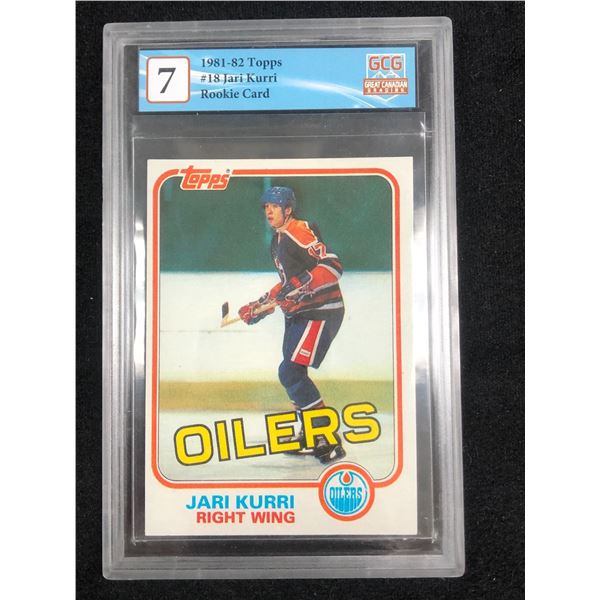 7
1981-82 Topps
#18 Jari Kurri
Rookie Card
GCG
GREAT CANADIAN
GRADING
topps
17
OILERS
OILERS
JARI KURRI
RIGHT WING